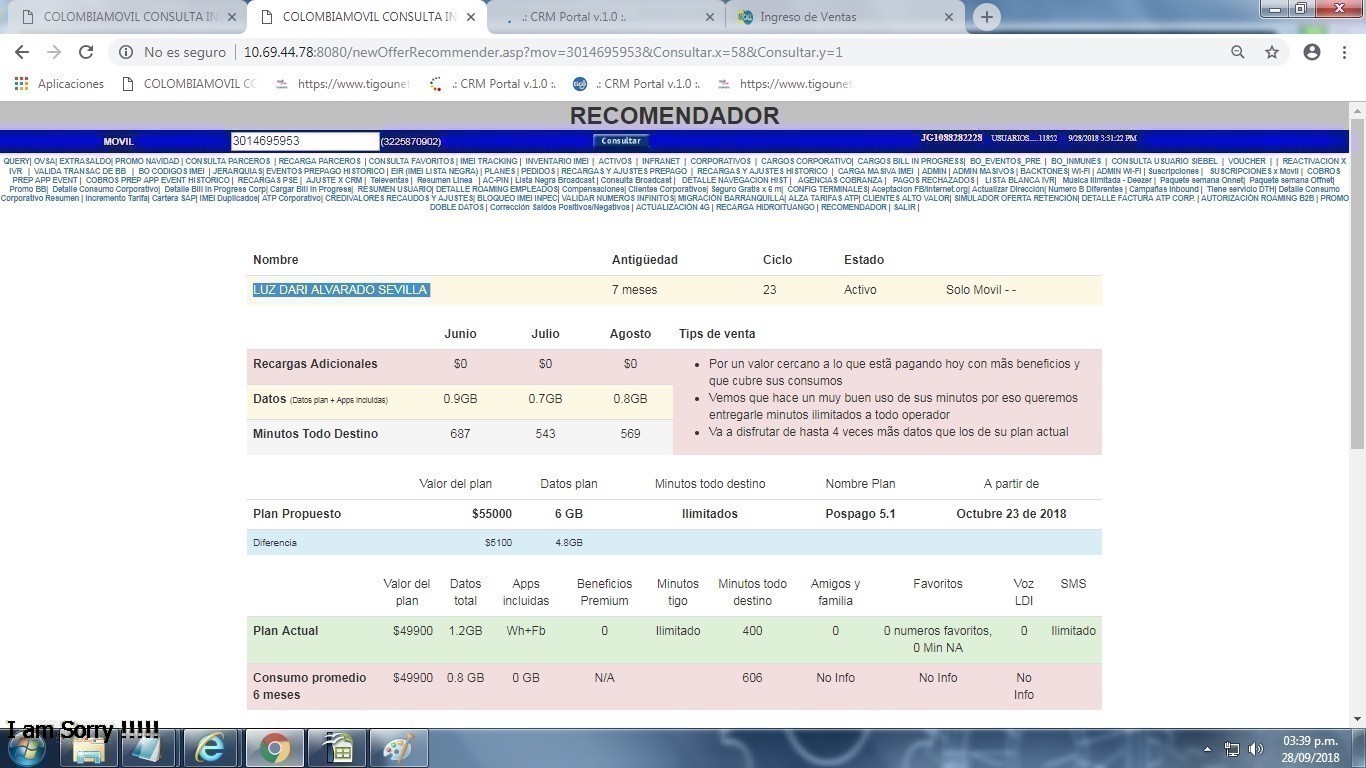 COLOMBIAMOVIL CONSULTA IN
COLOMBIAMOVIL CONSULTA IN
.: CRM Portal v.1.0 :.
Ingreso de Ventas
No es seguro | 10.69.44.78:8080/newOfferRecommender.asp?mov=3014695953&Consultar.x=58&Consultar.y=1
Aplicaciones
COLOMBIAMOVIL CO
https://www.tigoune
.: CRM Portal v.1.0 :.
.: CRM Portal v.1.0 :.
https://www.tigoune
RECOMENDADOR
MOVIL 3014695953 (3225870902) Consultar JG1088282228 USUARIOS....11852 9/28/2018 3:31:22 PM
QUERY| OVSA| EXTRASALDO| PROMO NAVIDAD | CONSULTA PARCEROS | RECARGA PARCEROS | CONSULTA FAVORITOS | IMEI TRACKING | INVENTARIO IMEI | ACTIVOS | INFRANET | CORPORATIVOS | CARGOS CORPORATIVO| CARGOS BILL IN PROGRESS| BO_EVENTOS_PRE | BO_INMUNES | CONSULTA USUARIO SIEBEL | VOUCHER | | REACTIVACION X
IVR | VALIDA TRANSAC DE BB | BO CODIGOS IMEI | JERARQUIAS| EVENTOS PREPAGO HISTORICO | EIR (IMEI LISTA NEGRA) | PLANES | PEDIDOS | RECARGAS Y AJUSTES PREPAGO | RECARGAS Y AJUSTES HISTORICO | CARGA MASIVA IMEI | ADMIN | ADMIN MASIVOS | BACKTONES| WI-FI | ADMIN WI-FI | Suscripciones | SUSCRIPCIONES x Movil | COBROS
PREP APP EVENT | COBROS PREP APP EVENT HISTORICO | RECARGAS PSE | AJUSTE X CRM | Televentas | Resumen Linea | AC-PIN | Lista Negra Broadcast | Consulta Broadcast | DETALLE NAVEGACION HIST | AGENCIAS COBRANZA | PAGOS RECHAZADOS | LISTA BLANCA IVR| Música Ilimitada - Deezer | Paquete semana Onnet| Paquete semana Offnet|
Promo BB| Detalle Consumo Corporativo| Detalle Bill In Progress Corp| Cargar Bill In Progress| RESUMEN USUARIO| DETALLE ROAMING EMPLEADOS| Compensaciones| Clientes Corporativos| Seguro Gratis x 6 m| CONFIG TERMINALES| Aceptacion FB/Internet.org| Actualizar Dirección| Numero B Diferentes | Campañas Inbound | Tiene servicio DTH| Detalle Consumo
Corporativo Resumen | Incremento Tarifa| Cartera SAP| IMEI Duplicados| ATP Corporativo| CREDIVALORES RECAUDOS Y AJUSTES| BLOQUEO IMEI INPEC| VALIDAR NUMEROS INFINITOS| MIGRACIÓN BARRANQUILLA| ALZA TARIFAS ATP| CLIENTES ALTO VALOR| SIMULADOR OFERTA RETENCION| DETALLE FACTURA ATP CORP. | AUTORIZACIÓN ROAMING B2B | PROMO
DOBLE DATOS | Corrección Saldos Positivos/Negativos | ACTUALIZACIÓN 4G | RECARGA HIDROITUANGO | RECOMENDADOR | SALIR |
Nombre Antigüedad Ciclo Estado
LUZ DARI ALVARADO SEVILLA 7 meses 23 Activo Solo Movil - -
Junio Julio Agosto Tips de venta
Recargas Adicionales $0 $0 $0
Datos (Datos plan + Apps incluidas) 0.9GB 0.7GB 0.8GB
Minutos Todo Destino 687 543 569
• Por un valor cercano a lo que estã pagando hoy con mãs beneficios y
que cubre sus consumos
• Vemos que hace un muy buen uso de sus minutos por eso queremos
entregarle minutos ilimitados a todo operador
• Va a disfrutar de hasta 4 veces mãs datos que los de su plan actual
Valor del plan Datos plan Minutos todo destino Nombre Plan A partir de
Plan Propuesto $55000 6 GB Ilimitados Pospago 5.1 Octubre 23 de 2018
Diferencia $5100 4.8GB
Valor del Datos Apps Beneficios Minutos Minutos todo Amigos y Favoritos Voz SMS
plan total incluidas Premium tigo destino familia LDI
Plan Actual $49900 1.2GB Wh+Fb 0 Ilimitado 400 0 0 numeros favoritos, 0 Ilimitado
0 Min NA
Consumo promedio $49900 0.8 GB 0 GB N/A 606 No Info No Info No
6 meses Info
I am Sorry !!!!!
03:39 p.m.
28/09/2018